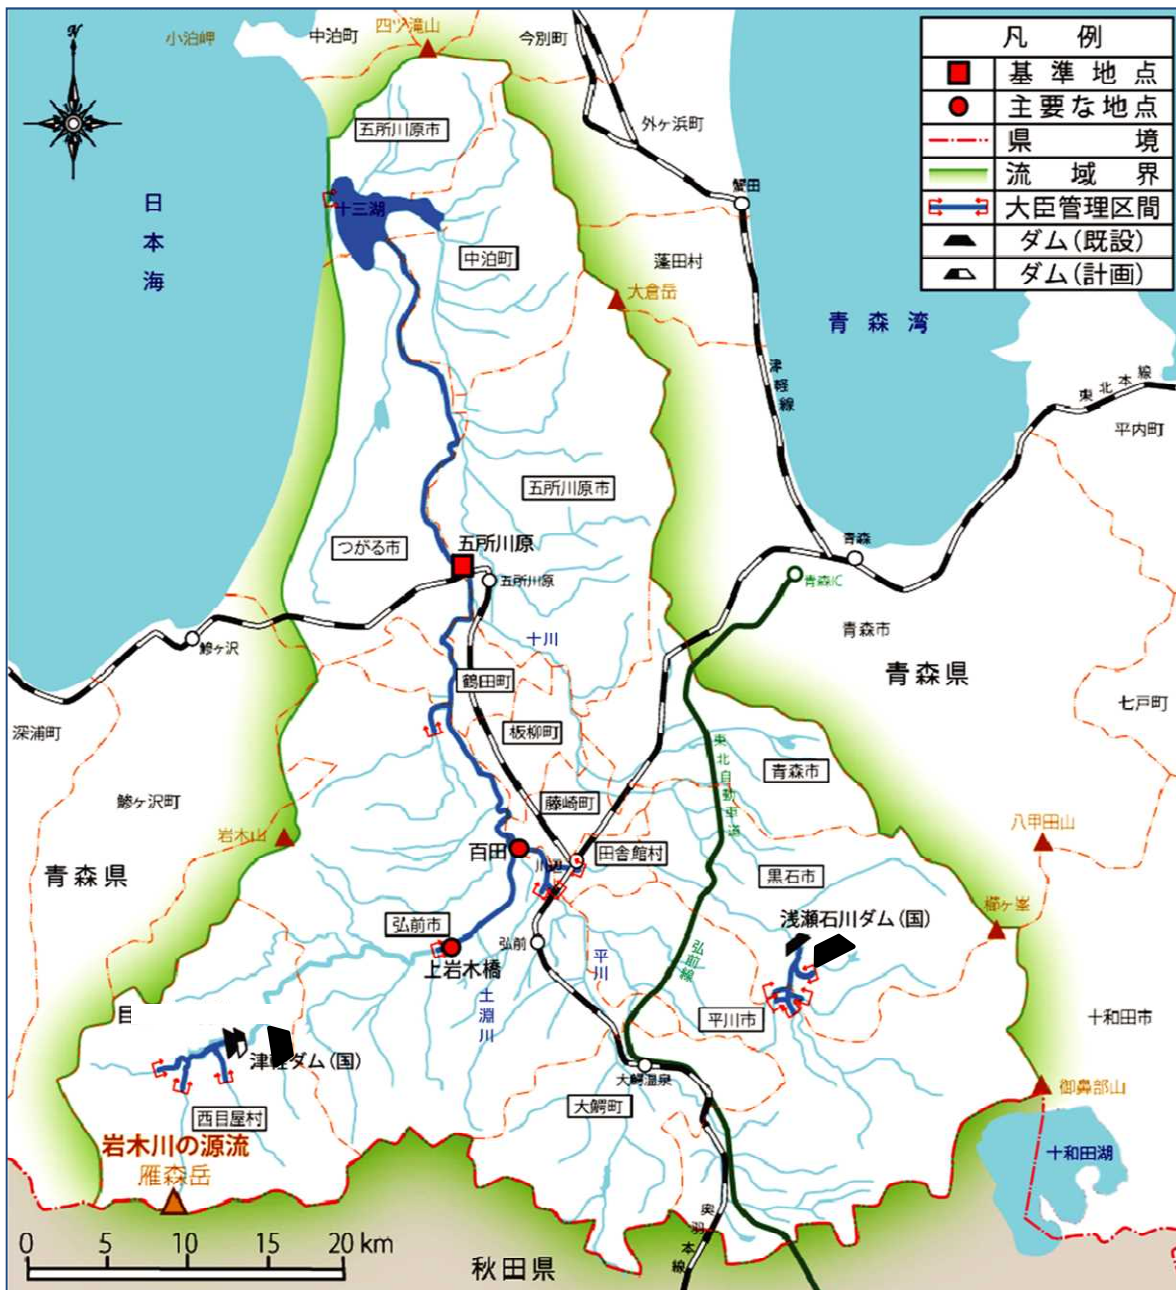 N
小泊岬
中泊町
四ツ滝山
今別町
凡 例
基準地点
主要な地点
県 境
流域界
大臣管理区間
ダム(既設)
ダム(計画)
外ヶ浜町
五所川原市
蟹田
十三湖
日本海
中泊町
蓬田村
大倉岳
青森湾
津軽線
東北本線
平内町
五所川原市
つがる市
五所川原
五所川原
青森
青森IC
鰺ヶ沢
十川
青森市
青森県
鶴田町
七戸町
深浦町
板柳町
東北自動車道
青森市
鰺ヶ沢町
藤崎町
岩木山
八甲田山
百田
川辺
田舎館村
青森県
黒石市
櫛ヶ峯
弘前市
浅瀬石川ダム(国)
弘前
上岩木橋
平川
弘前線
土淵川
平川市
十和田市
津軽ダム(国)
大鰐温泉
御鼻部山
西目屋村
大鰐町
岩木川の源流
雁森岳
十和田湖
奥羽本線
0 5 10 15 20 km
秋田県